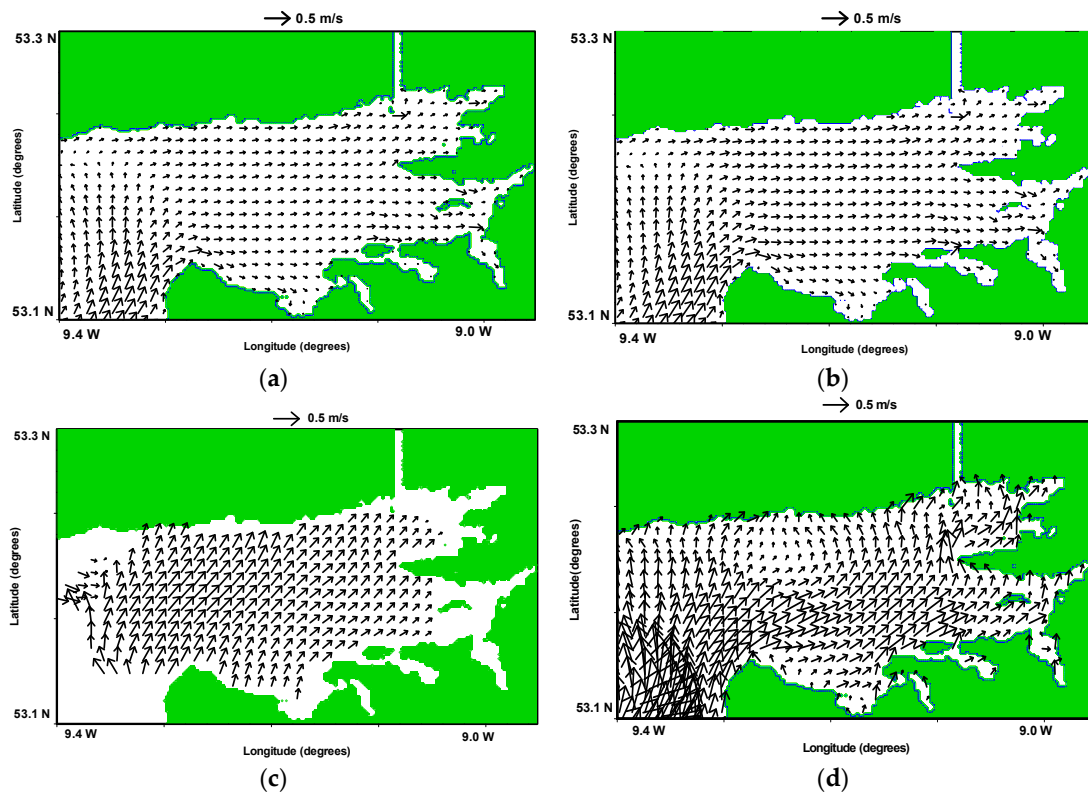 0.5 m/s
53.3 N
Latitude (degrees)
53.1 N
9.4 W
9.0 W
Longitude (degrees)
(a)
0.5 m/s
53.3 N
Latitude (degrees)
53.1 N
9.4 W
9.0 W
Longitude (degrees)
(b)
0.5 m/s
53.3 N
Latitude (degrees)
53.1 N
9.4 W
9.0 W
Longitude (degrees)
(c)
0.5 m/s
53.3 N
Latitude (degrees)
53.1 N
9.4 W
9.0 W
Longitude (degrees)
(d)